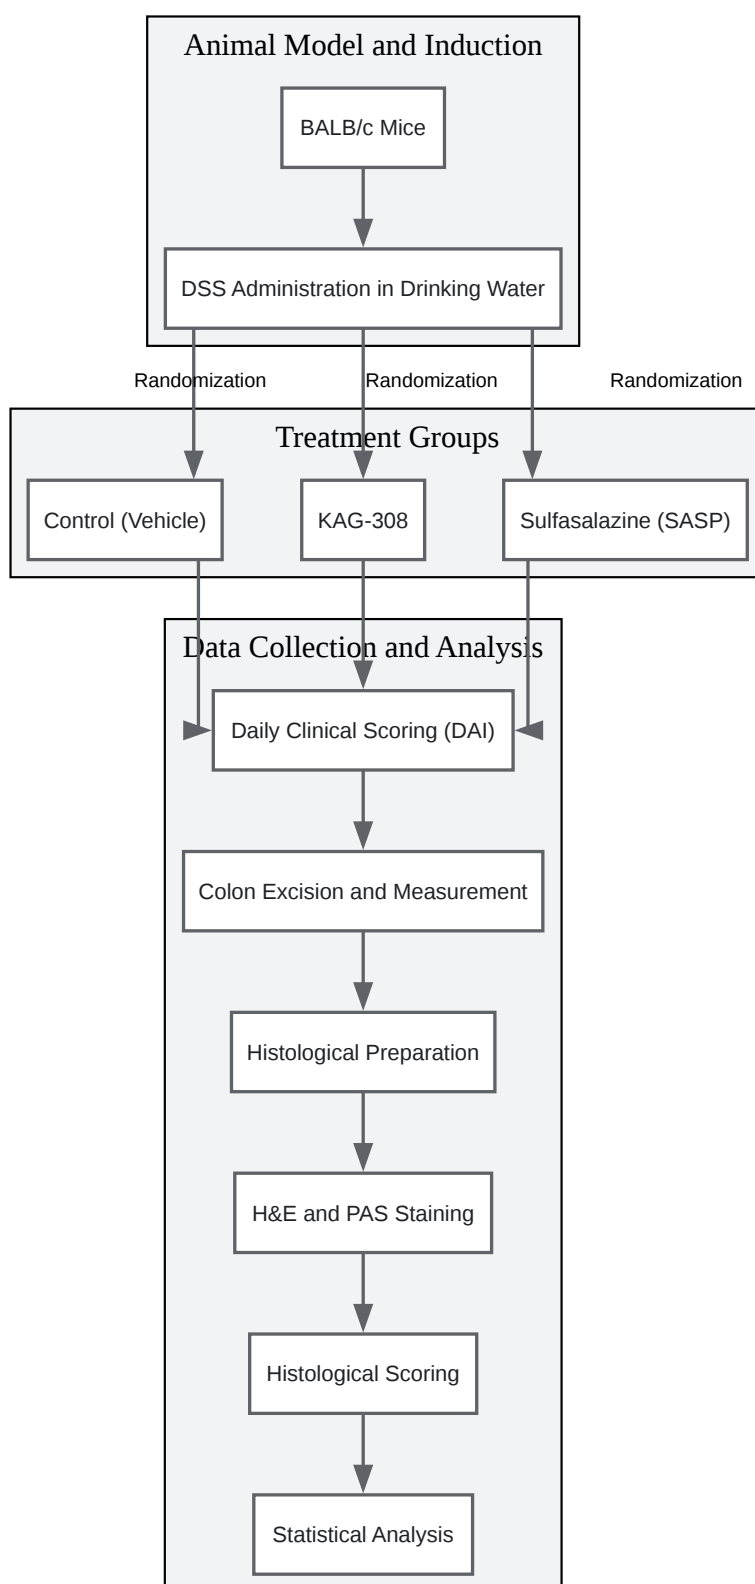 Animal Model and Induction
BALB/c Mice
DSS Administration in Drinking Water
Randomization
Randomization
Randomization
Treatment Groups
Control (Vehicle)
KAG-308
Sulfasalazine (SASP)
Data Collection and Analysis
Daily Clinical Scoring (DAI)
Colon Excision and Measurement
Histological Preparation
H&E and PAS Staining
Histological Scoring
Statistical Analysis